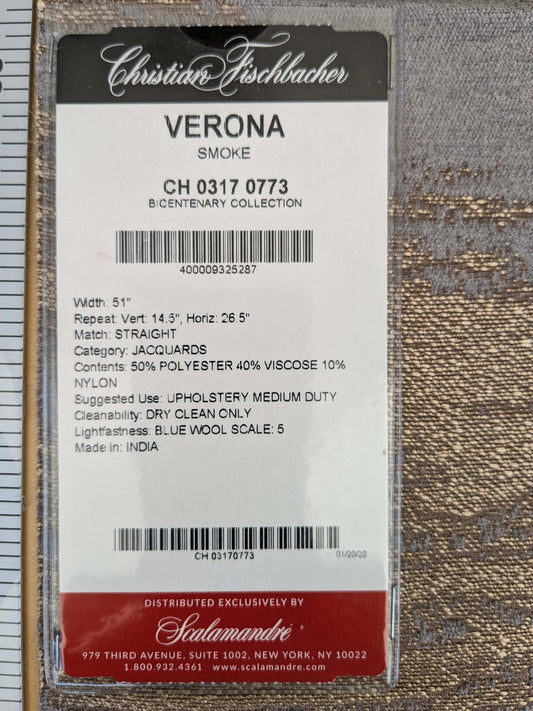 Christian Fischbacher
VERONA
SMOKE
CH 0317 0773
BICENTENARY COLLECTION
400009325287
Width: 51"
Repeat: Vert: 14.5", Horiz: 26.5"
Match: STRAIGHT
Category: JACQUARDS
Contents: 50% POLYESTER 40% VISCOSE 10%
NYLON
Suggested Use: UPHOLSTERY MEDIUM DUTY
Cleanability: DRY CLEAN ONLY
Lightfastness: BLUE WOOL SCALE: 5
Made in: INDIA
CH 03170773
01/20/20
DISTRIBUTED EXCLUSIVELY BY
Scalamandré
979 THIRD AVENUE, SUITE 1002, NEW YORK, NY 10022
1.800.932.4361 www.scalamandre.com